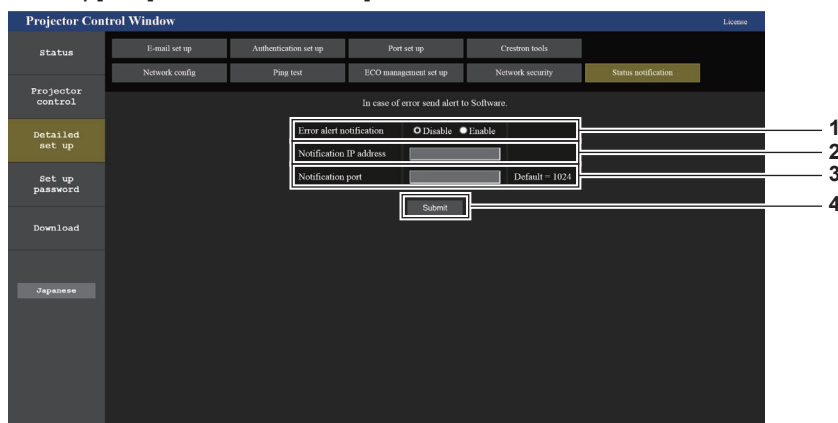 Projector Control Window License
Status
E-mail set up Authentication set up Port set up Crestron tools
Network config Ping test ECO management set up Network security Status notification
Projector
control
In case of error send alert to Software.
Detailed
set up
Error alert notification Disable Enable 1
Notification IP address 2
Notification port Default = 1024 3
Set up
password
Submit 4
Download
Japanese